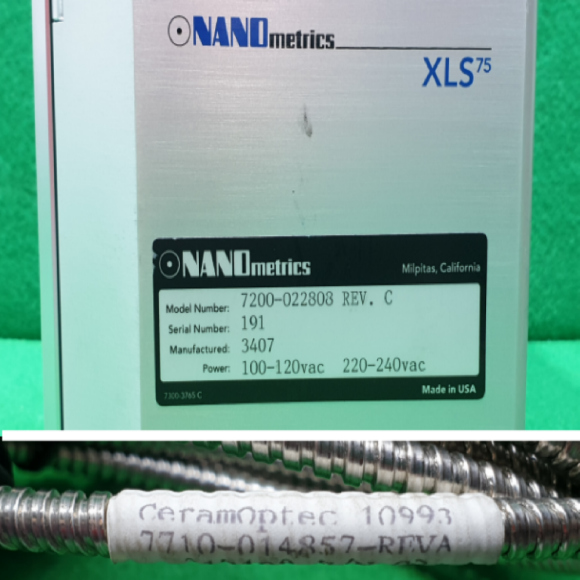 NANOmetrics
XLS75
NANOmetrics
Milpitas, California
Model Number: 7200-022808 REV. C
Serial Number: 191
Manufactured: 3407
Power: 100-120vac 220-240vac
7300-3765 C
Made in USA
CeramOptec 10993
7710-014857-REVA